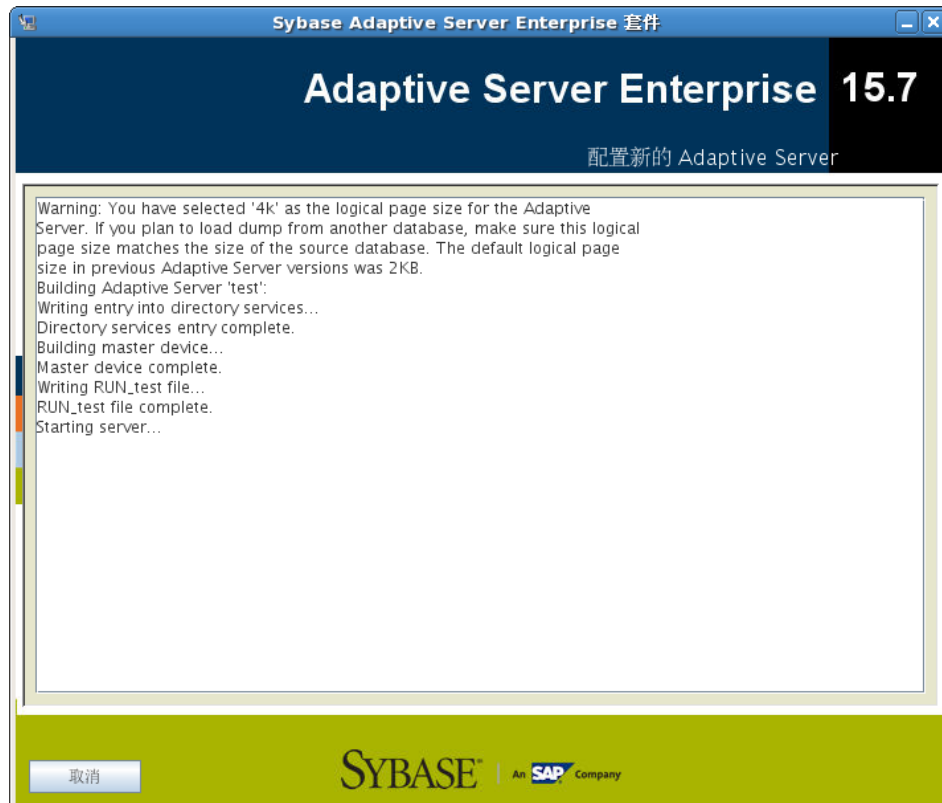 Sybase Adaptive Server Enterprise 套件
Adaptive Server Enterprise 15.7
配置新的 Adaptive Server
Warning: You have selected '4k' as the logical page size for the Adaptive
Server. If you plan to load dump from another database, make sure this logical
page size matches the size of the source database. The default logical page
size in previous Adaptive Server versions was 2KB.
Building Adaptive Server 'test':
Writing entry into directory services...
Directory services entry complete.
Building master device...
Master device complete.
Writing RUN_test file...
RUN_test file complete.
Starting server...
取消
SYBASE An SAP Company